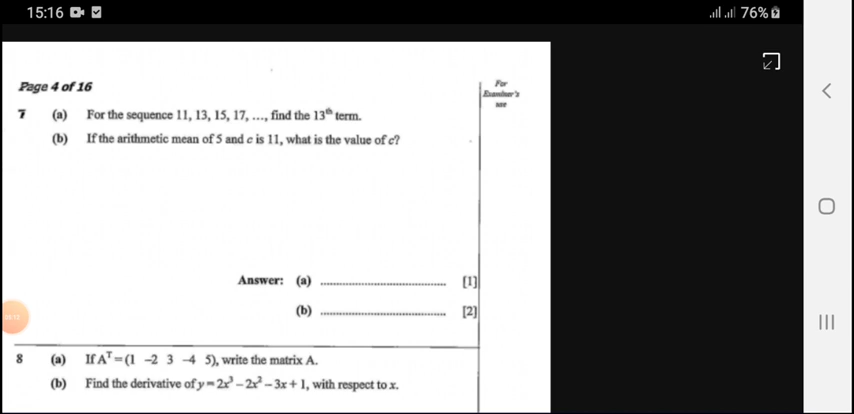 15:16 76%
Page 4 of 16
For
Examiner's
use
7 (a) For the sequence 11, 13, 15, 17, ..., find the 13th term.
(b) If the arithmetic mean of 5 and c is 11, what is the value of c?
Answer: (a) ........................................ [1]
(b) ........................................ [2]
8 (a) If Aᵀ = (1 -2 3 -4 5), write the matrix A.
(b) Find the derivative of y = 2x³ – 2x² – 3x + 1, with respect to x.